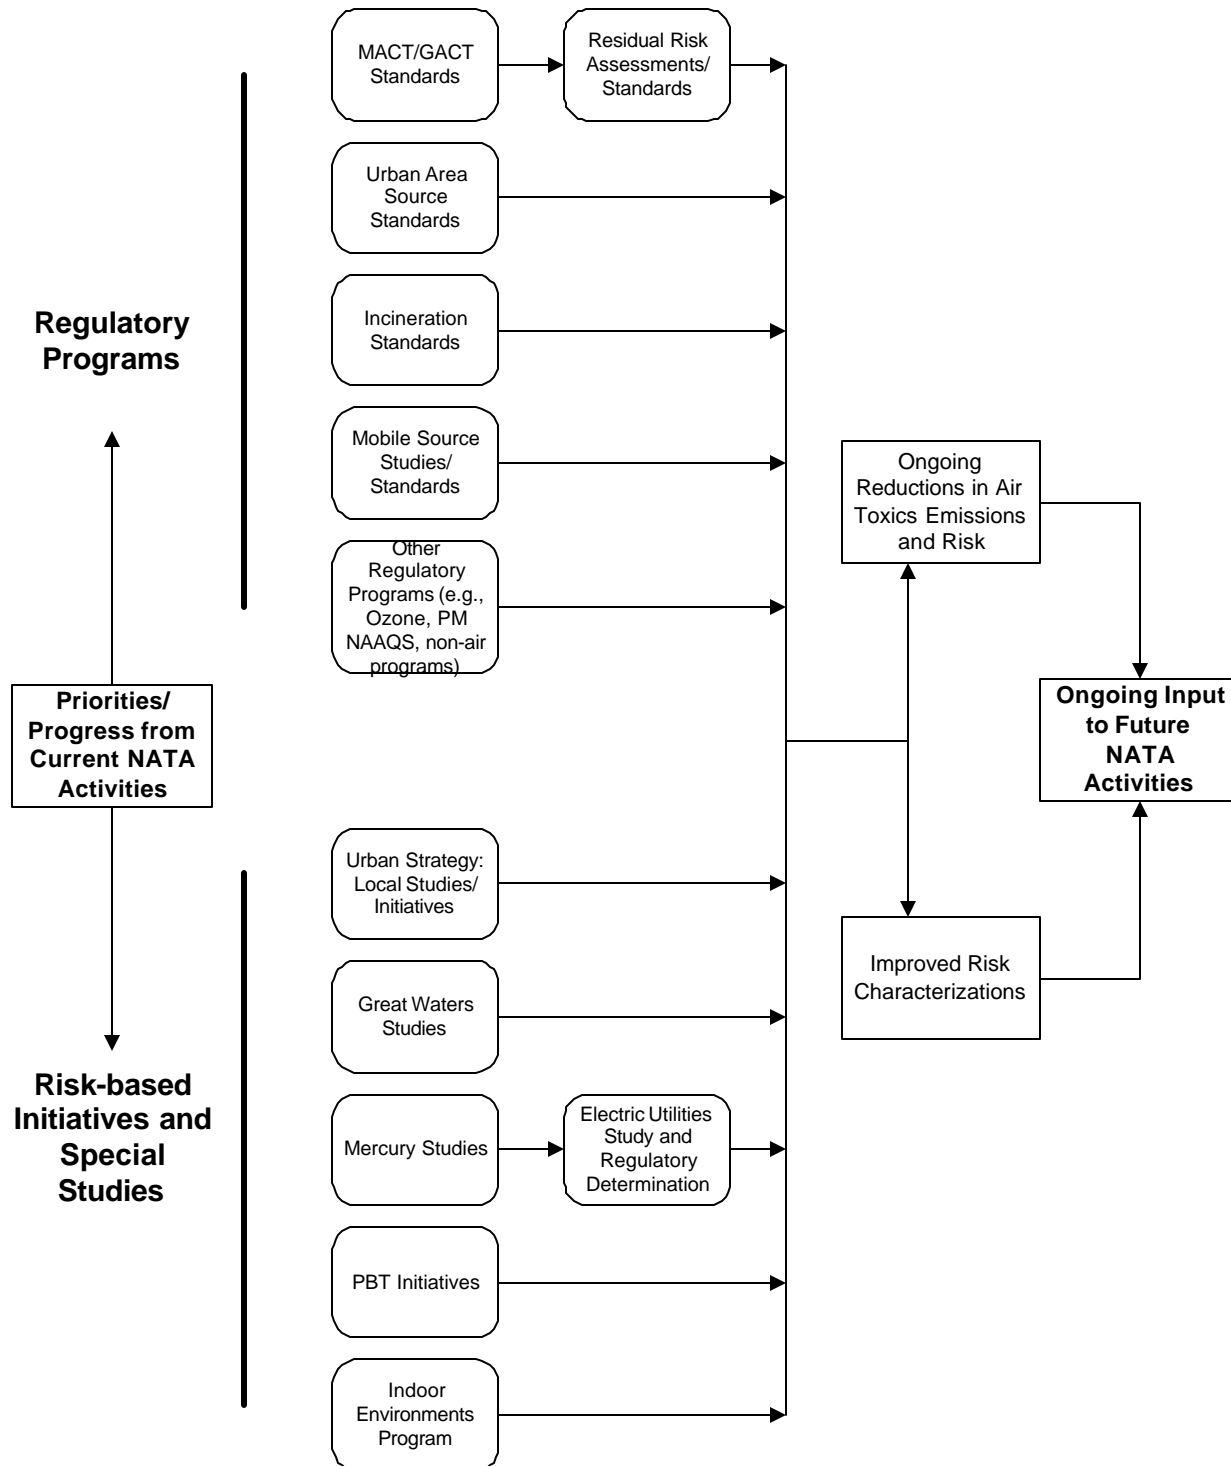 MACT/GACT
Standards
Residual Risk
Assessments/
Standards
Urban Area
Source
Standards
Regulatory
Programs
Incineration
Standards
Mobile Source
Studies/
Standards
Other
Regulatory
Programs (e.g.,
Ozone, PM
NAAQS, non-air
programs)
Ongoing
Reductions in Air
Toxics Emissions
and Risk
Priorities/
Progress from
Current NATA
Activities
Ongoing Input
to Future
NATA
Activities
Urban Strategy:
Local Studies/
Initiatives
Improved Risk
Characterizations
Great Waters
Studies
Risk-based
Initiatives and
Special
Studies
Mercury Studies
Electric Utilities
Study and
Regulatory
Determination
PBT Initiatives
Indoor
Environments
Program